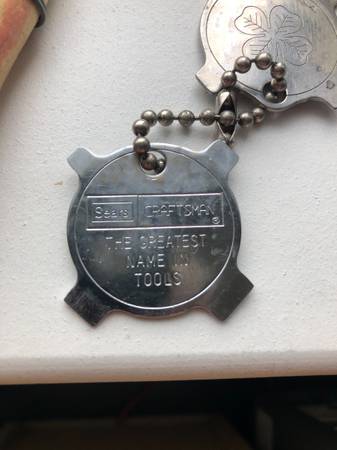 Sears CRAFTSMAN®
THE GREATEST
NAME IN
TOOLS